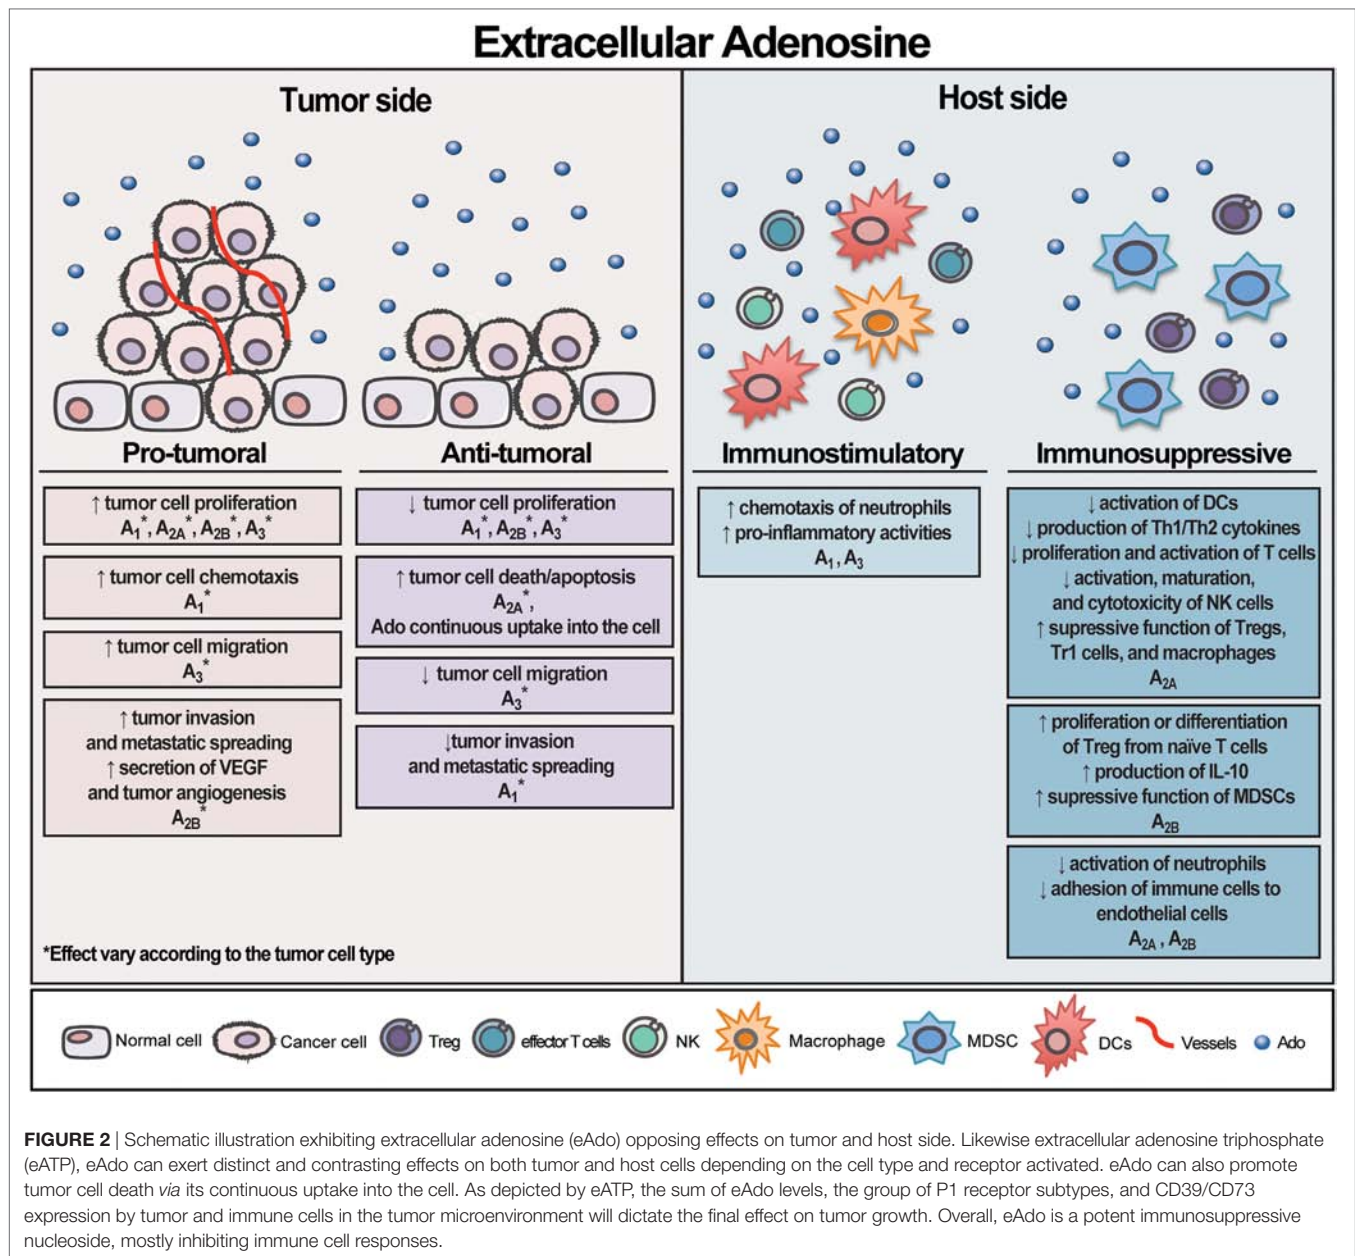 Extracellular Adenosine
Tumor side
Pro-tumoral
↑ tumor cell proliferation
A1*, A2A*, A2B*, A3*
↑ tumor cell chemotaxis
A1*
↑ tumor cell migration
A3*
↑ tumor invasion
and metastatic spreading
↑ secretion of VEGF
and tumor angiogenesis
A2B*
Anti-tumoral
↓ tumor cell proliferation
A1*, A2B*, A3*
↑ tumor cell death/apoptosis
A2A*,
Ado continuous uptake into the cell
↓ tumor cell migration
A3*
↓tumor invasion
and metastatic spreading
A1*
*Effect vary according to the tumor cell type
Host side
Immunostimulatory
↑ chemotaxis of neutrophils
↑ pro-inflammatory activities
A1, A3
Immunosuppressive
↓ activation of DCs
↓ production of Th1/Th2 cytokines
↓ proliferation and activation of T cells
↓ activation, maturation,
and cytotoxicity of NK cells
↑ supressive function of Tregs,
Tr1 cells, and macrophages
A2A
↑ proliferation or differentiation
of Treg from naïve T cells
↑ production of IL-10
↑ supressive function of MDSCs
A2B
↓ activation of neutrophils
↓ adhesion of immune cells to
endothelial cells
A2A , A2B
Normal cell
Cancer cell
Treg
effector T cells
NK
Macrophage
MDSC
DCs
Vessels
Ado
FIGURE 2 | Schematic illustration exhibiting extracellular adenosine (eAdo) opposing effects on tumor and host side. Likewise extracellular adenosine triphosphate
(eATP), eAdo can exert distinct and contrasting effects on both tumor and host cells depending on the cell type and receptor activated. eAdo can also promote
tumor cell death via its continuous uptake into the cell. As depicted by eATP, the sum of eAdo levels, the group of P1 receptor subtypes, and CD39/CD73
expression by tumor and immune cells in the tumor microenvironment will dictate the final effect on tumor growth. Overall, eAdo is a potent immunosuppressive
nucleoside, mostly inhibiting immune cell responses.